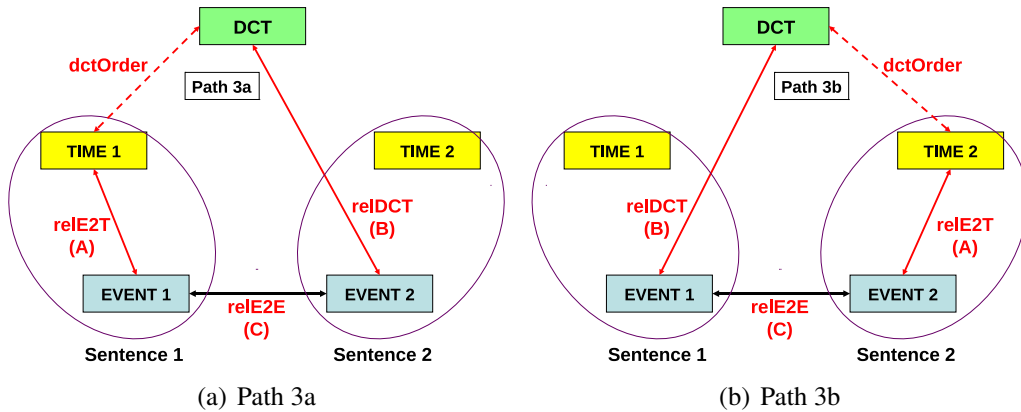 DCT
dctOrder
Path 3a
TIME 1
TIME 2
relE2T
(A)
relDCT
(B)
EVENT 1
EVENT 2
relE2E
(C)
Sentence 1
Sentence 2
(a) Path 3a
DCT
dctOrder
Path 3b
TIME 1
TIME 2
relDCT
(B)
relE2T
(A)
EVENT 1
EVENT 2
relE2E
(C)
Sentence 1
Sentence 2
(b) Path 3b